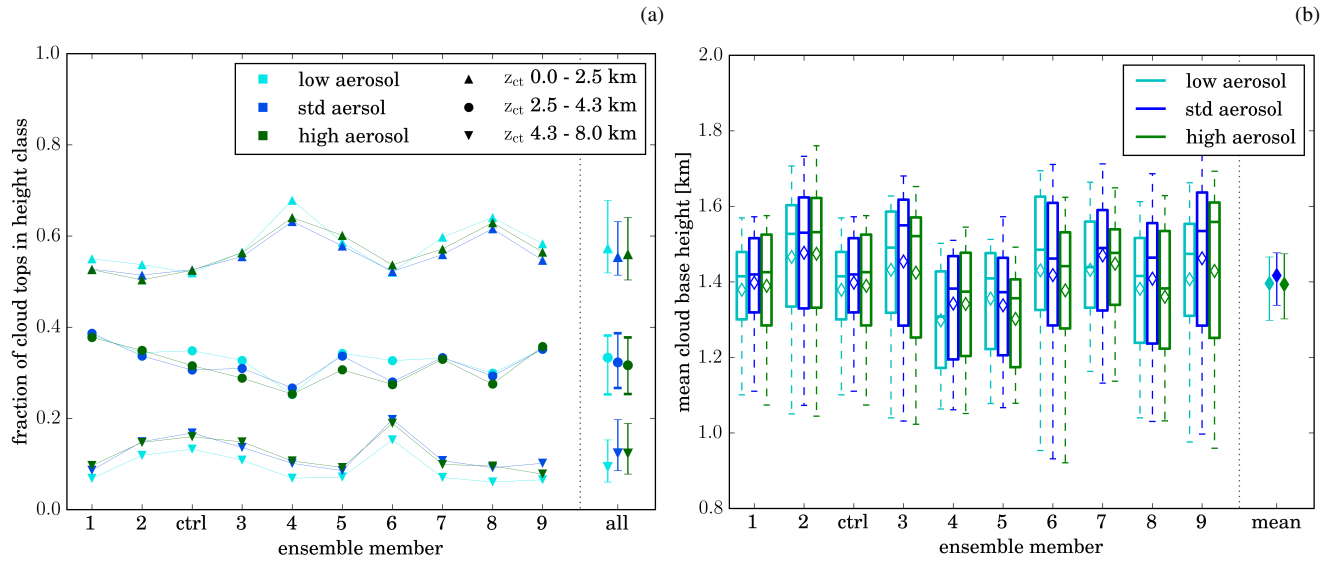 (a)
1.0
0.8
0.6
0.4
0.2
0.0
fraction of cloud tops in height class
low aerosol
std aersol
high aerosol
z_ct 0.0 - 2.5 km
z_ct 2.5 - 4.3 km
z_ct 4.3 - 8.0 km
1 2 ctrl 3 4 5 6 7 8 9 all
ensemble member
(b)
2.0
1.8
1.6
1.4
1.2
1.0
0.8
mean cloud base height [km]
low aerosol
std aerosol
high aerosol
1 2 ctrl 3 4 5 6 7 8 9 mean
ensemble member